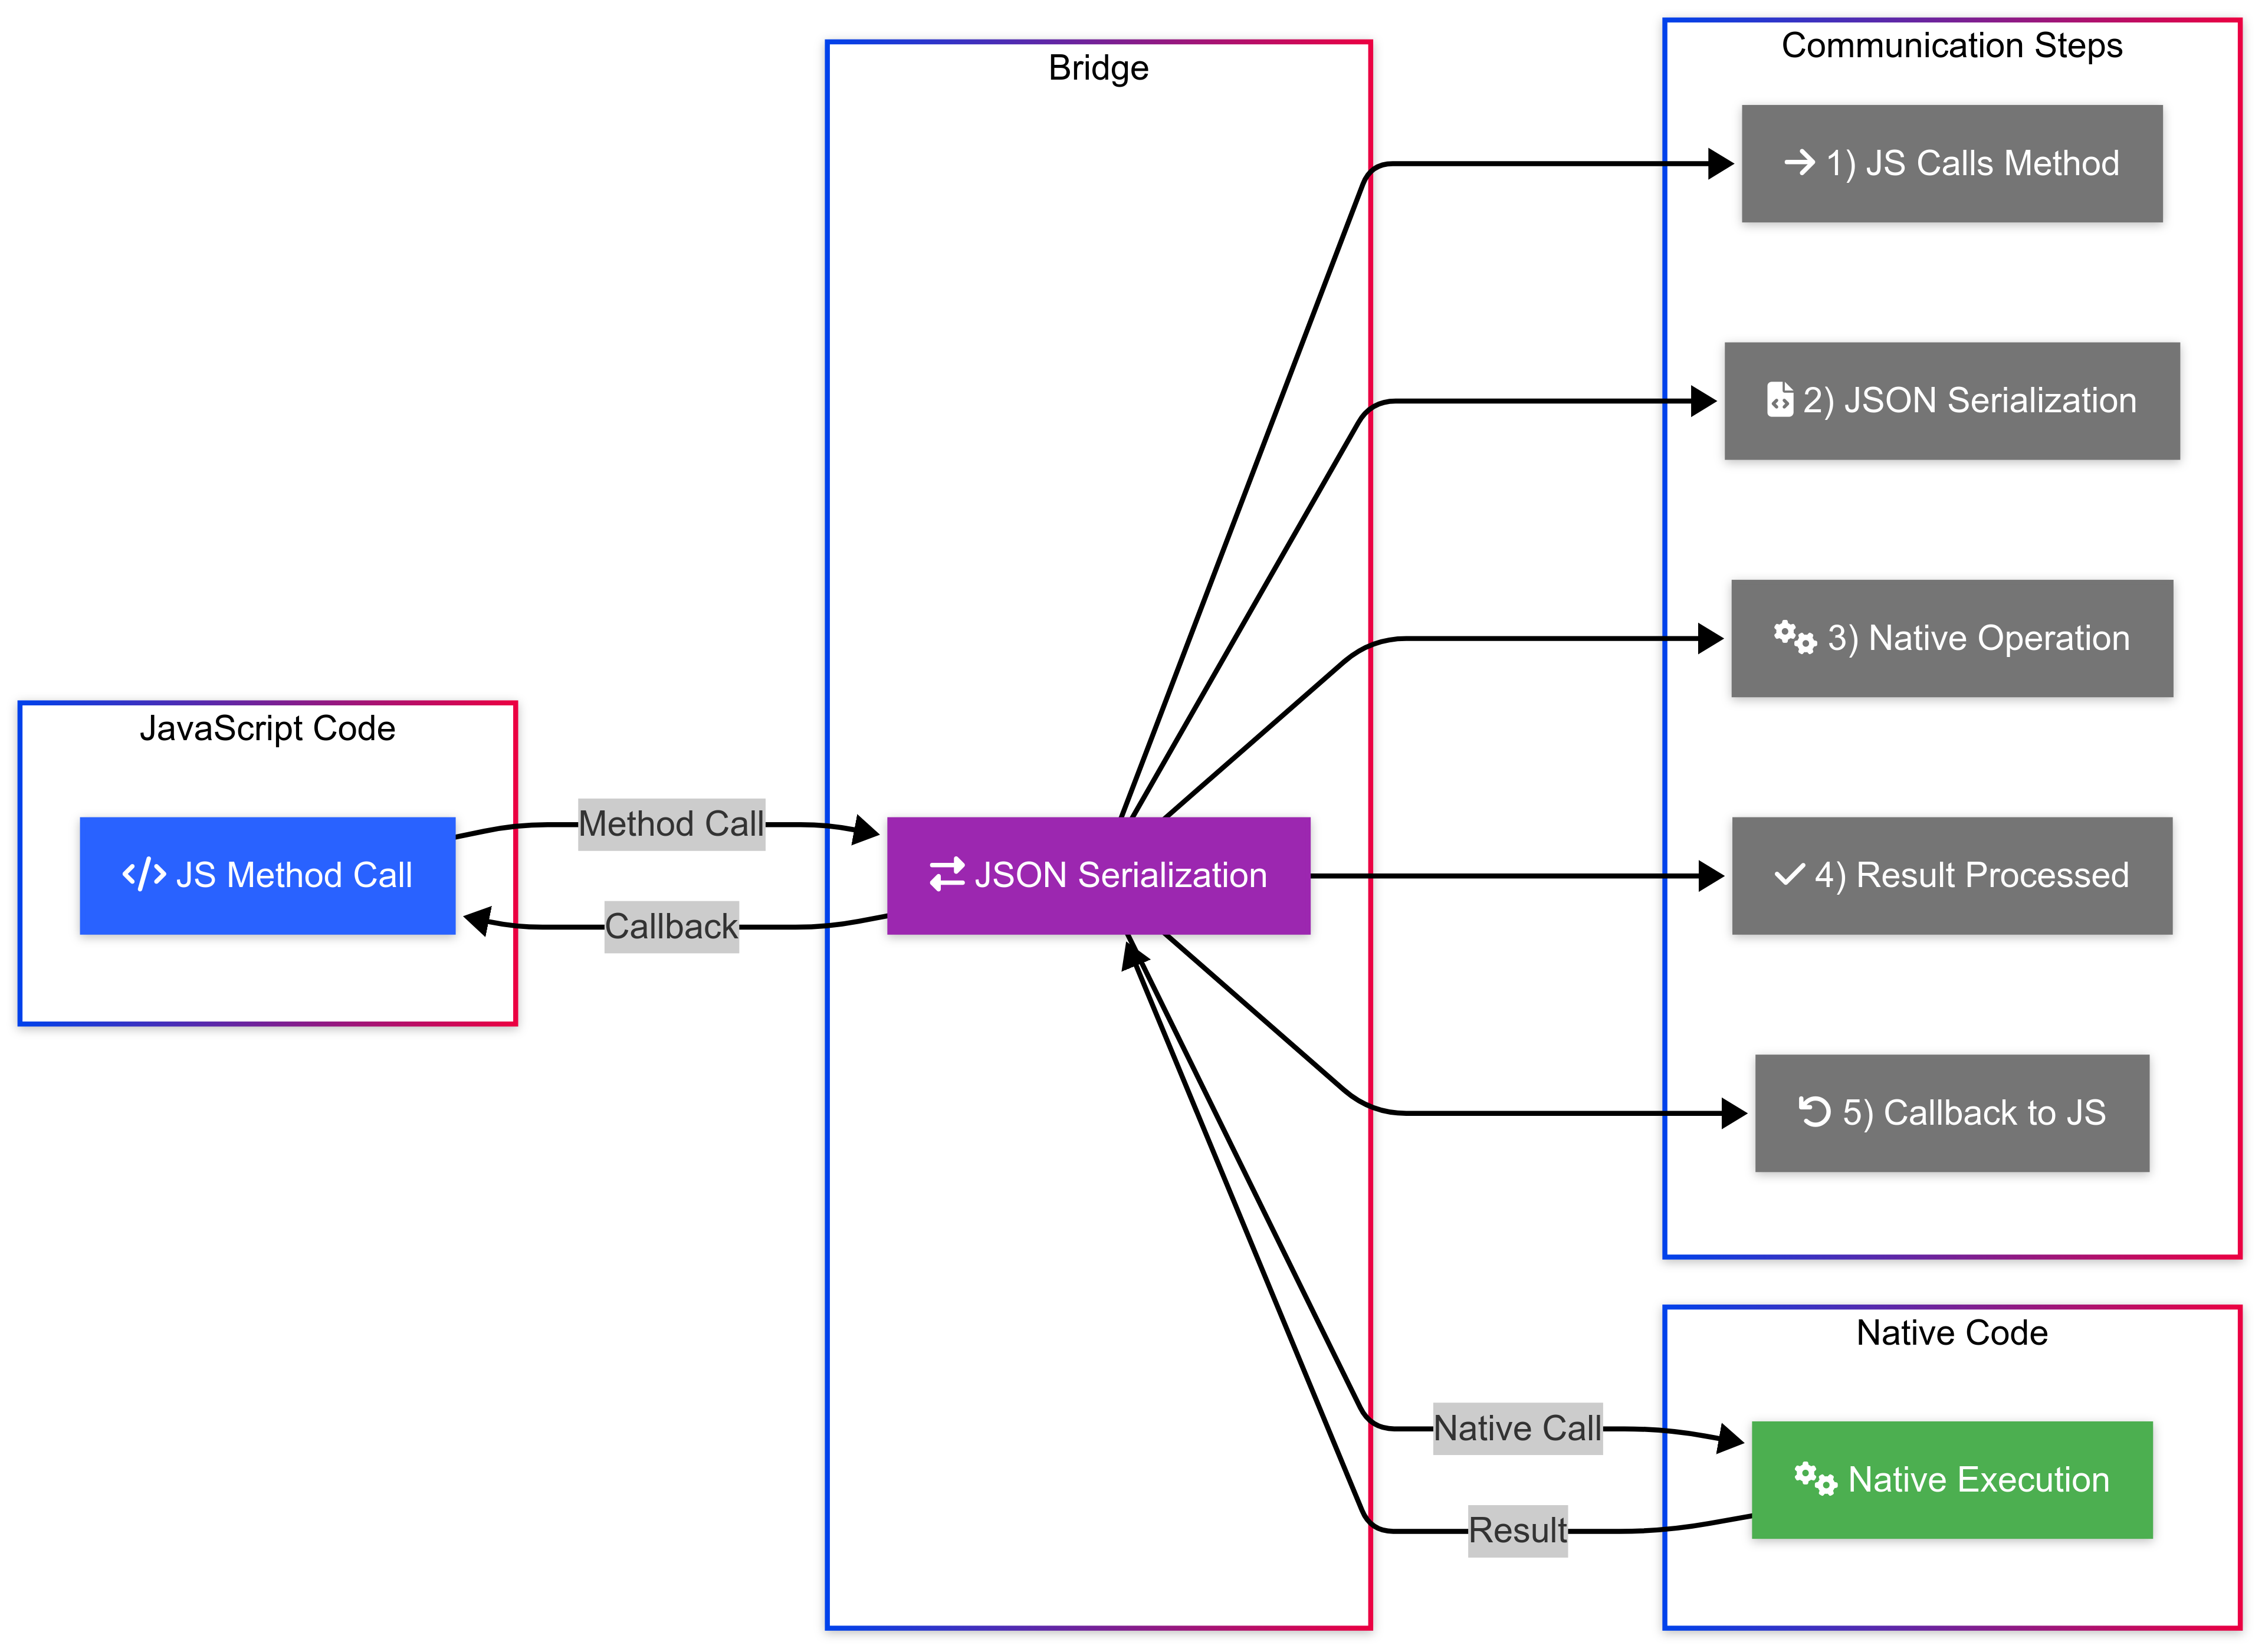 JavaScript Code
JS Method Call
Method Call
Callback
Bridge
JSON Serialization
Communication Steps
1) JS Calls Method
2) JSON Serialization
3) Native Operation
4) Result Processed
5) Callback to JS
Native Call
Result
Native Code
Native Execution